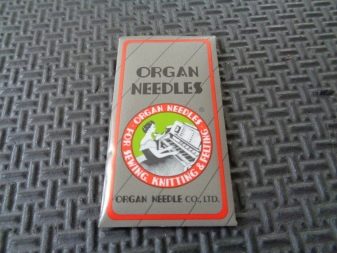 ORGAN
NEEDLES
®
ORGAN NEEDLES
FOR SEWING, KNITTING & FELTING
ORGAN NEEDLE CO., LTD.